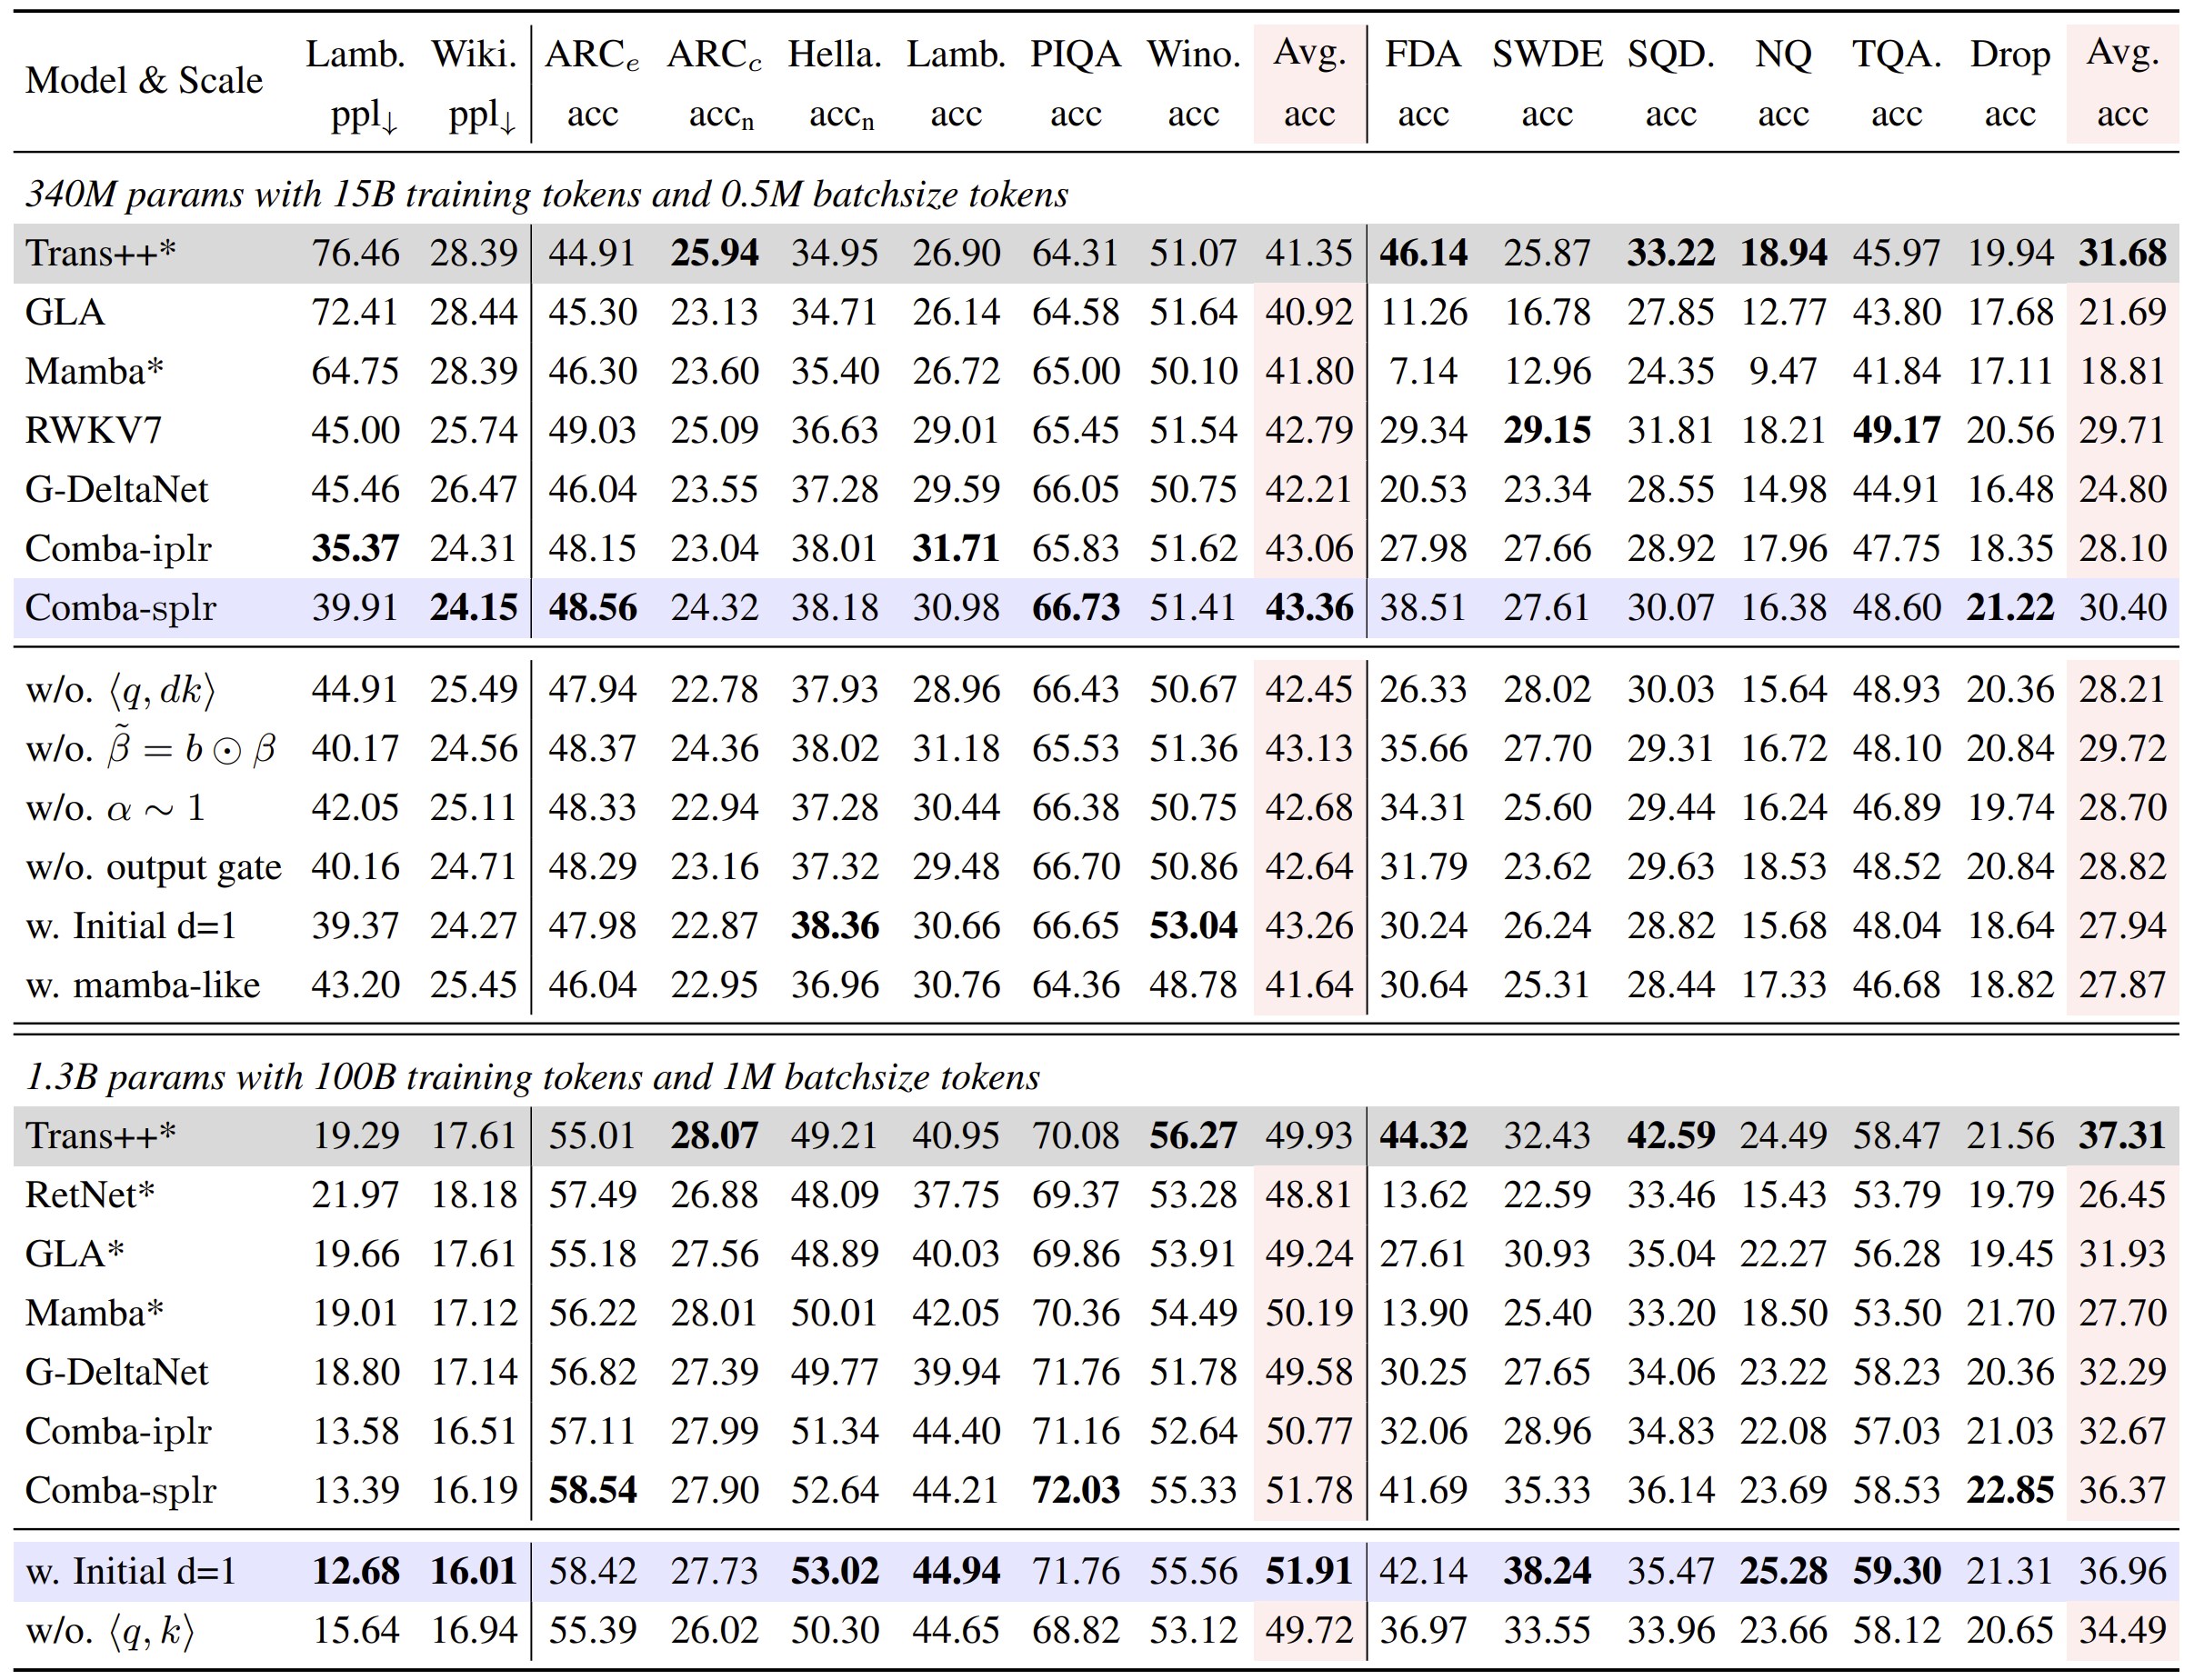 Model & Scale Lamb. Wiki. ARCe ARCc Hella. Lamb. PIQA Wino. Avg. FDA SWDE SQD. NQ TQA. Drop Avg.
ppl↓ ppl↓ acc accn accn acc acc acc acc acc acc acc acc acc acc acc
340M params with 15B training tokens and 0.5M batchsize tokens
Trans++* 76.46 28.39 44.91 25.94 34.95 26.90 64.31 51.07 41.35 46.14 25.87 33.22 18.94 45.97 19.94 31.68
GLA 72.41 28.44 45.30 23.13 34.71 26.14 64.58 51.64 40.92 11.26 16.78 27.85 12.77 43.80 17.68 21.69
Mamba* 64.75 28.39 46.30 23.60 35.40 26.72 65.00 50.10 41.80 7.14 12.96 24.35 9.47 41.84 17.11 18.81
RWKV7 45.00 25.74 49.03 25.09 36.63 29.01 65.45 51.54 42.79 29.34 29.15 31.81 18.21 49.17 20.56 29.71
G-DeltaNet 45.46 26.47 46.04 23.55 37.28 29.59 66.05 50.75 42.21 20.53 23.34 28.55 14.98 44.91 16.48 24.80
Comba-iplr 35.37 24.31 48.15 23.04 38.01 31.71 65.83 51.62 43.06 27.98 27.66 28.92 17.96 47.75 18.35 28.10
Comba-splr 39.91 24.15 48.56 24.32 38.18 30.98 66.73 51.41 43.36 38.51 27.61 30.07 16.38 48.60 21.22 30.40
w/o. ⟨q, dk⟩ 44.91 25.49 47.94 22.78 37.93 28.96 66.43 50.67 42.45 26.33 28.02 30.03 15.64 48.93 20.36 28.21
w/o. β̃ = b ⊙ β 40.17 24.56 48.37 24.36 38.02 31.18 65.53 51.36 43.13 35.66 27.70 29.31 16.72 48.10 20.84 29.72
w/o. α ∼ 1 42.05 25.11 48.33 22.94 37.28 30.44 66.38 50.75 42.68 34.31 25.60 29.44 16.24 46.89 19.74 28.70
w/o. output gate 40.16 24.71 48.29 23.16 37.32 29.48 66.70 50.86 42.64 31.79 23.62 29.63 18.53 48.52 20.84 28.82
w. Initial d=1 39.37 24.27 47.98 22.87 38.36 30.66 66.65 53.04 43.26 30.24 26.24 28.82 15.68 48.04 18.64 27.94
w. mamba-like 43.20 25.45 46.04 22.95 36.96 30.76 64.36 48.78 41.64 30.64 25.31 28.44 17.33 46.68 18.82 27.87
1.3B params with 100B training tokens and 1M batchsize tokens
Trans++* 19.29 17.61 55.01 28.07 49.21 40.95 70.08 56.27 49.93 44.32 32.43 42.59 24.49 58.47 21.56 37.31
RetNet* 21.97 18.18 57.49 26.88 48.09 37.75 69.37 53.28 48.81 13.62 22.59 33.46 15.43 53.79 19.79 26.45
GLA* 19.66 17.61 55.18 27.56 48.89 40.03 69.86 53.91 49.24 27.61 30.93 35.04 22.27 56.28 19.45 31.93
Mamba* 19.01 17.12 56.22 28.01 50.01 42.05 70.36 54.49 50.19 13.90 25.40 33.20 18.50 53.50 21.70 27.70
G-DeltaNet 18.80 17.14 56.82 27.39 49.77 39.94 71.76 51.78 49.58 30.25 27.65 34.06 23.22 58.23 20.36 32.29
Comba-iplr 13.58 16.51 57.11 27.99 51.34 44.40 71.16 52.64 50.77 32.06 28.96 34.83 22.08 57.03 21.03 32.67
Comba-splr 13.39 16.19 58.54 27.90 52.64 44.21 72.03 55.33 51.78 41.69 35.33 36.14 23.69 58.53 22.85 36.37
w. Initial d=1 12.68 16.01 58.42 27.73 53.02 44.94 71.76 55.56 51.91 42.14 38.24 35.47 25.28 59.30 21.31 36.96
w/o. ⟨q, k⟩ 15.64 16.94 55.39 26.02 50.30 44.65 68.82 53.12 49.72 36.97 33.55 33.96 23.66 58.12 20.65 34.49